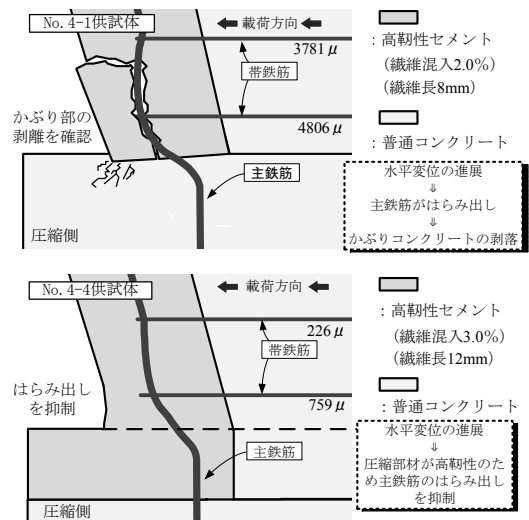 No. 4-1供試体
載荷方向
3781μ
帯鉄筋
4806μ
かぶり部の
剥離を確認
主鉄筋
圧縮側
：高靭性セメント
（繊維混入2.0%）
（繊維長8mm）
：普通コンクリート
水平変位の進展
⇓
主鉄筋がはらみ出し
⇓
かぶりコンクリートの剥落
No. 4-4供試体
載荷方向
226μ
帯鉄筋
759μ
はらみ出し
を抑制
主鉄筋
圧縮側
：高靭性セメント
（繊維混入3.0%）
（繊維長12mm）
：普通コンクリート
水平変位の進展
⇓
圧縮部材が高靭性のた
め主鉄筋のはらみ出し
を抑制